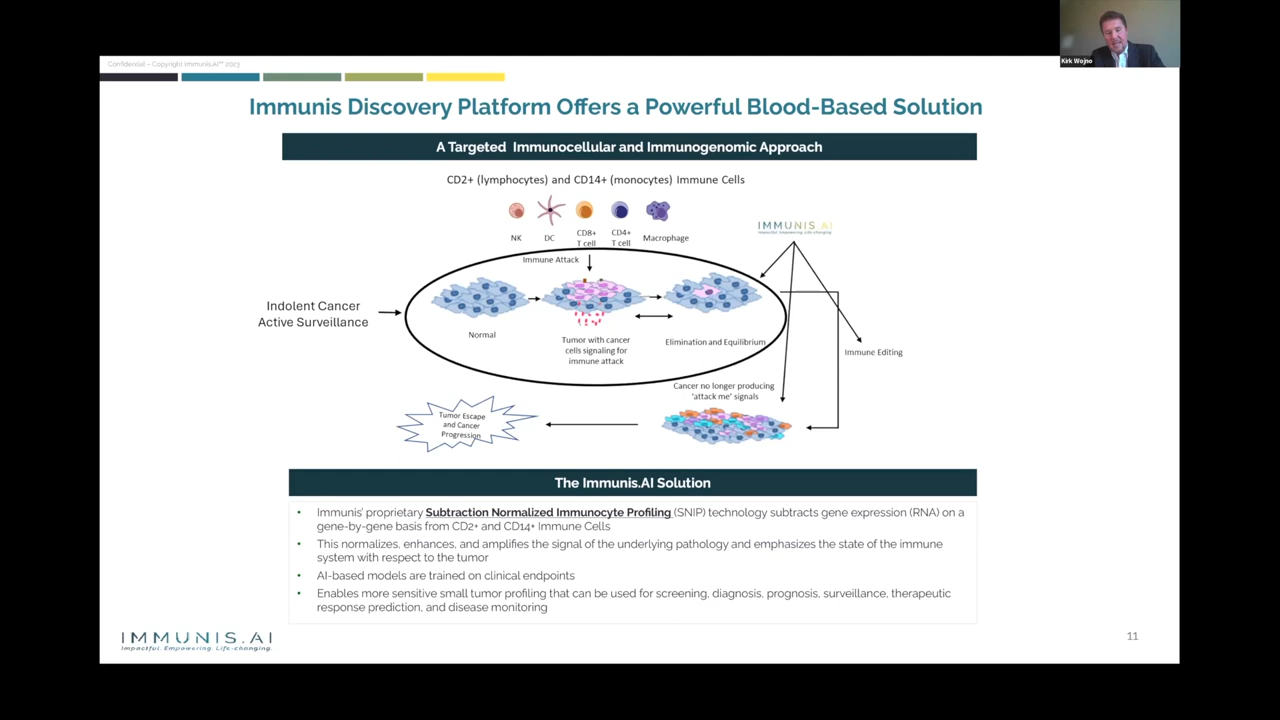 Confidential – Copyright Immunis.AI™ 2023
Kirk Wojno
Immunis Discovery Platform Offers a Powerful Blood-Based Solution
A Targeted Immunocellular and Immunogenomic Approach
CD2+ (lymphocytes) and CD14+ (monocytes) Immune Cells
NK
DC
CD8+
T cell
CD4+
T cell
Macrophage
IMMUNIS.AI
Impactful. Empowering. Life-changing.
Immune Attack
Indolent Cancer
Active Surveillance
Normal
Tumor with cancer
cells signaling for
immune attack
Elimination and Equilibrium
Immune Editing
Cancer no longer producing
'attack me' signals
Tumor Escape
and Cancer
Progression
The Immunis.AI Solution
• Immunis' proprietary Subtraction Normalized Immunocyte Profiling (SNIP) technology subtracts gene expression (RNA) on a
gene-by-gene basis from CD2+ and CD14+ Immune Cells
• This normalizes, enhances, and amplifies the signal of the underlying pathology and emphasizes the state of the immune
system with respect to the tumor
• AI-based models are trained on clinical endpoints
• Enables more sensitive small tumor profiling that can be used for screening, diagnosis, prognosis, surveillance, therapeutic
response prediction, and disease monitoring
IMMUNIS.AI
Impactful. Empowering. Life-changing.
11